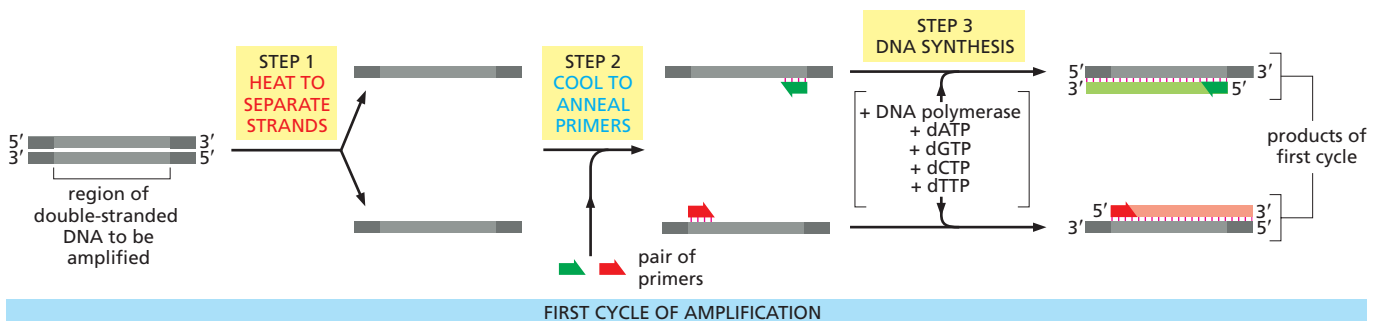 5′ 3′
3′ 5′
region of
double-stranded
DNA to be
amplified
STEP 1
HEAT TO
SEPARATE
STRANDS
STEP 2
COOL TO
ANNEAL
PRIMERS
pair of
primers
STEP 3
DNA SYNTHESIS
+ DNA polymerase
+ dATP
+ dGTP
+ dCTP
+ dTTP
5′ 3′
3′ 5′
5′ 3′
3′ 5′
products of
first cycle
FIRST CYCLE OF AMPLIFICATION